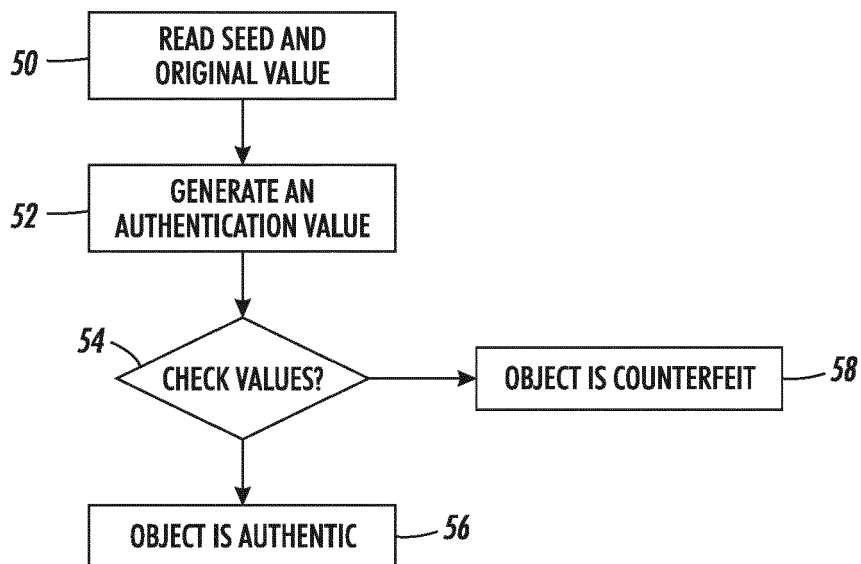 50
READ SEED AND
ORIGINAL VALUE
52
GENERATE AN
AUTHENTICATION VALUE
54
CHECK VALUES?
OBJECT IS COUNTERFEIT
58
OBJECT IS AUTHENTIC
56